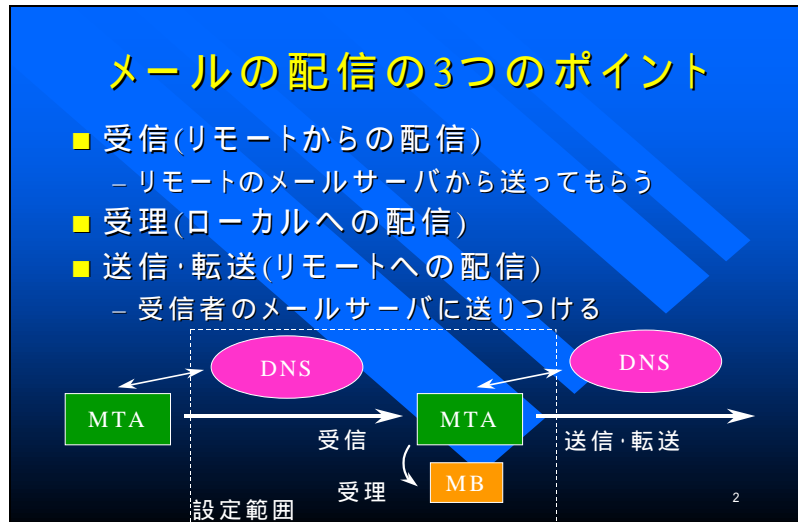 メールの配信の3つのポイント
■ 受信(リモートからの配信)
– リモートのメールサーバから送ってもらう
■ 受理(ローカルへの配信)
■ 送信・転送(リモートへの配信)
– 受信者のメールサーバに送りつける
DNS
DNS
MTA
MTA
受信
送信・転送
受理
MB
設定範囲
2